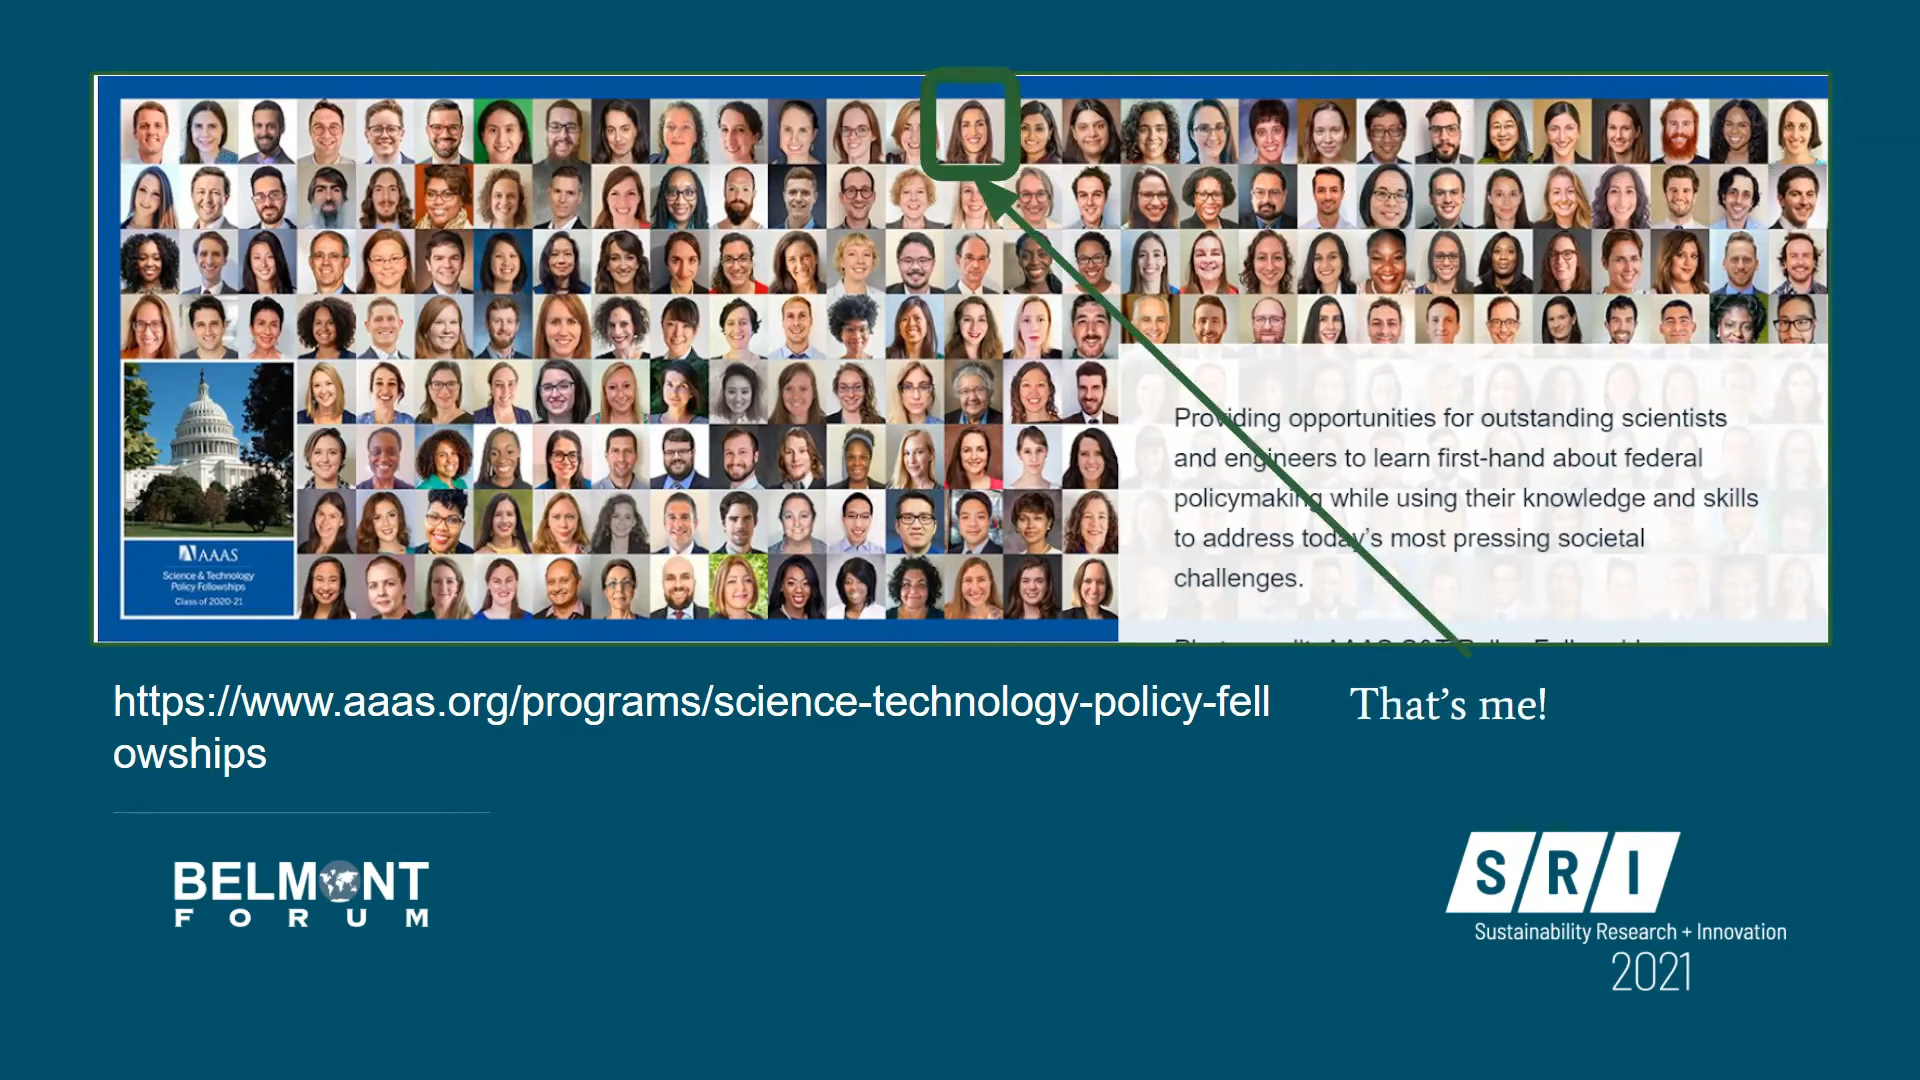 AAAS
Science & Technology
Policy Fellowships
Class of 2020-21
Providing opportunities for outstanding scientists
and engineers to learn first-hand about federal
policymaking while using their knowledge and skills
to address today's most pressing societal
challenges.
https://www.aaas.org/programs/science-technology-policy-fell
owships
That's me!
BELMONT
FORUM
SRI
Sustainability Research + Innovation
2021